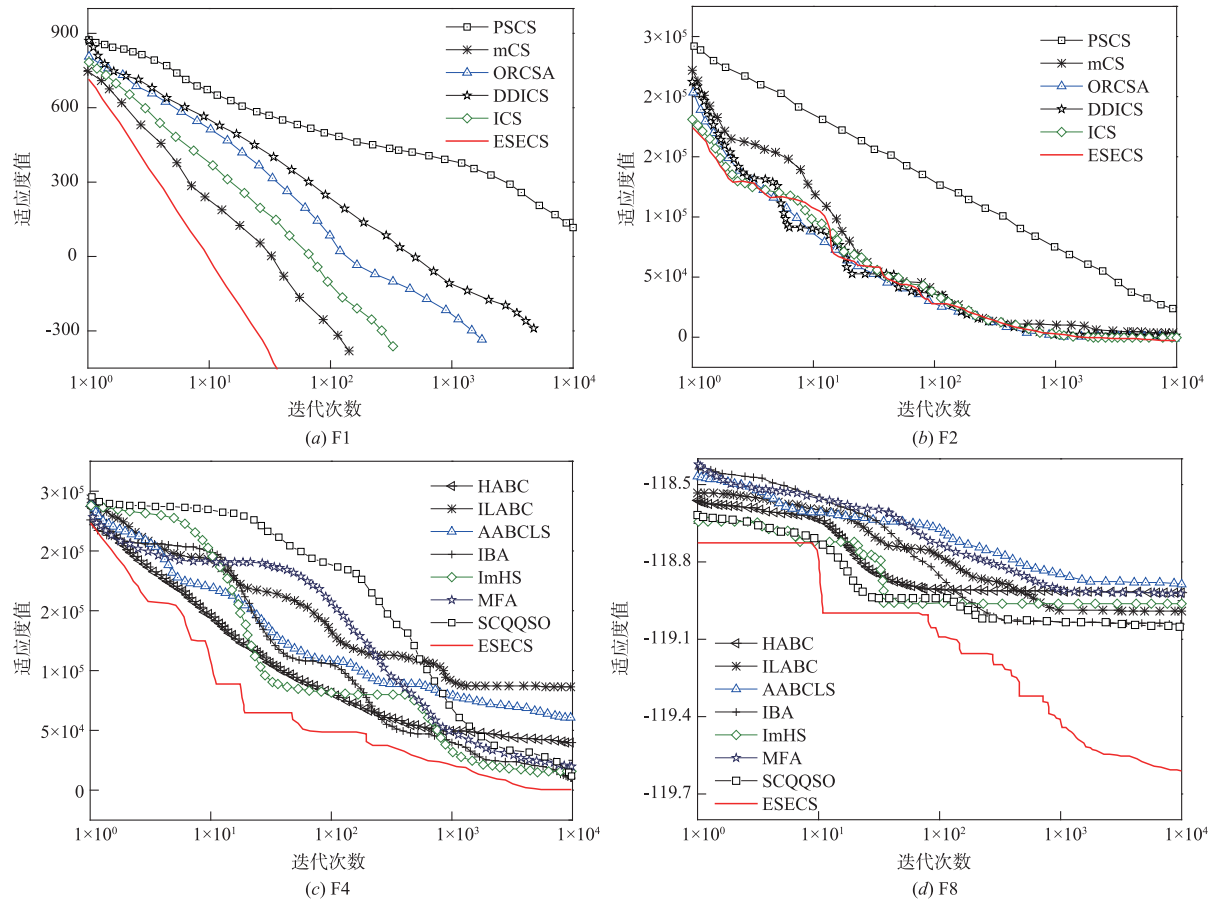 900
600
300
0
-300
适应度值
PSCS
mCS
ORCSA
DDICS
ICS
ESECS
1×10⁰
1×10¹
1×10²
1×10³
1×10⁴
迭代次数
(a) F1
3×10⁵
2×10⁵
2×10⁵
1×10⁵
5×10⁴
0
适应度值
PSCS
mCS
ORCSA
DDICS
ICS
ESECS
1×10⁰
1×10¹
1×10²
1×10³
1×10⁴
迭代次数
(b) F2
3×10⁵
2×10⁵
2×10⁵
1×10⁵
5×10⁴
0
适应度值
HABC
ILABC
AABCLS
IBA
ImHS
MFA
SCQQSO
ESECS
1×10⁰
1×10¹
1×10²
1×10³
1×10⁴
迭代次数
(c) F4
-118.5
-118.8
-119.1
-119.4
-119.7
适应度值
HABC
ILABC
AABCLS
IBA
ImHS
MFA
SCQQSO
ESECS
1×10⁰
1×10¹
1×10²
1×10³
1×10⁴
迭代次数
(d) F8